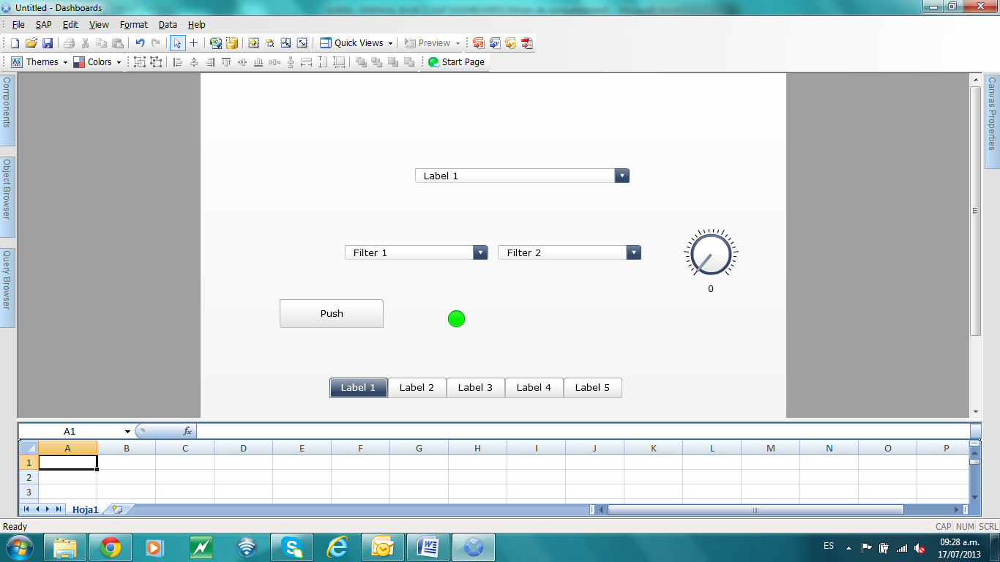 Untitled - Dashboards
File SAP Edit View Format Data Help
Quick Views Preview
Themes Colors Start Page
Components
Object Browser
Query Browser
Canvas Properties
Label 1
Filter 1 Filter 2
0
Push
Label 1 Label 2 Label 3 Label 4 Label 5
A1 fx
A B C D E F G H I J K L M N O P
1
2
3
Hoja1
Ready CAP NUM SCRL
ES 09:28 a.m.
17/07/2013